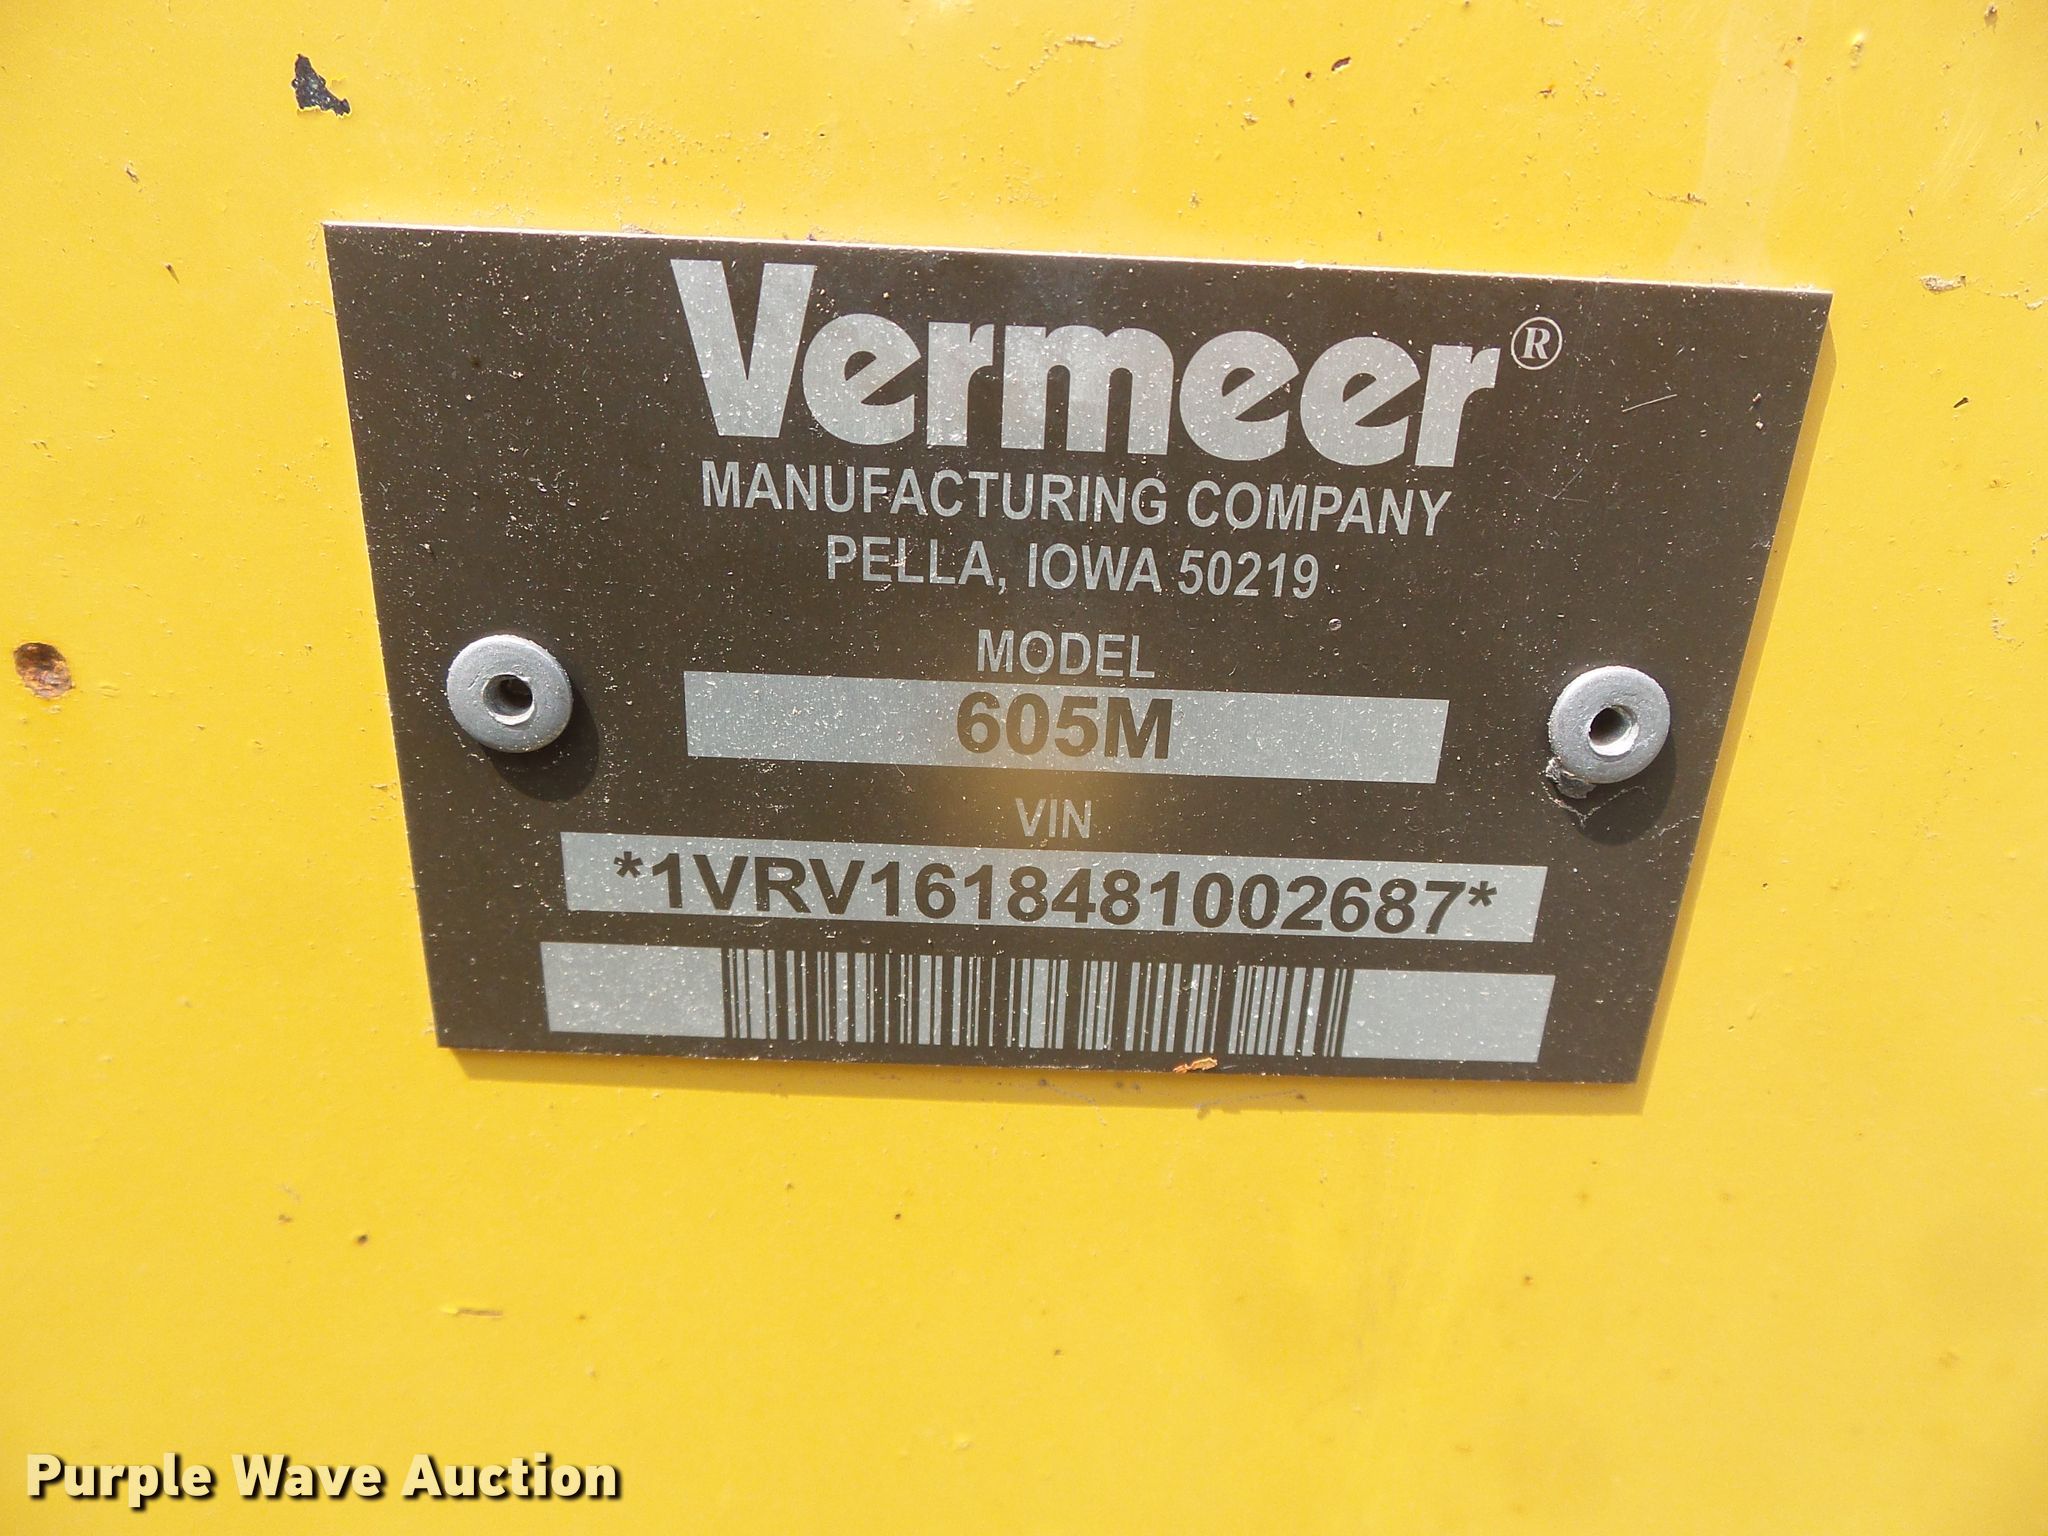 Vermeer®
MANUFACTURING COMPANY
PELLA, IOWA 50219
MODEL
605M
VIN
*1VRV1618481002687*
Purple Wave Auction